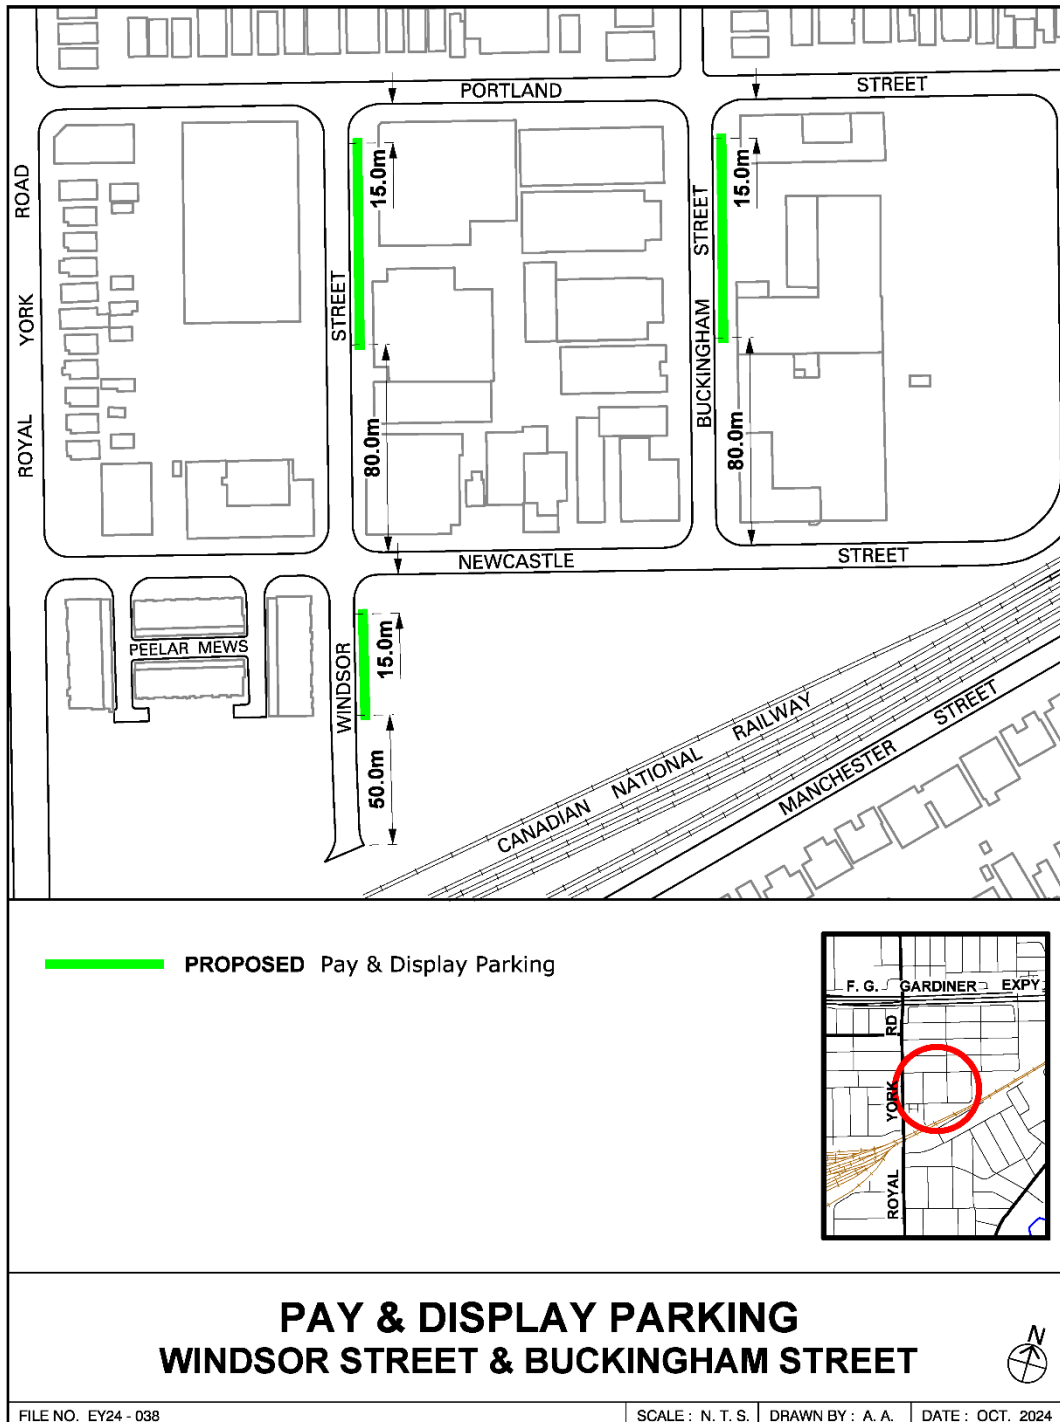 PORTLAND STREET
ROYAL YORK ROAD
STREET
15.0m
80.0m
BUCKINGHAM STREET
15.0m
80.0m
NEWCASTLE STREET
PEELAR MEWS
WINDSOR
15.0m
50.0m
CANADIAN NATIONAL RAILWAY
MANCHESTER STREET
PROPOSED Pay & Display Parking
F. G. GARDINER EXPY
ROYAL YORK RD
PAY & DISPLAY PARKING
WINDSOR STREET & BUCKINGHAM STREET
N
FILE NO. EY24 - 038
SCALE : N. T. S.
DRAWN BY : A. A.
DATE : OCT. 2024